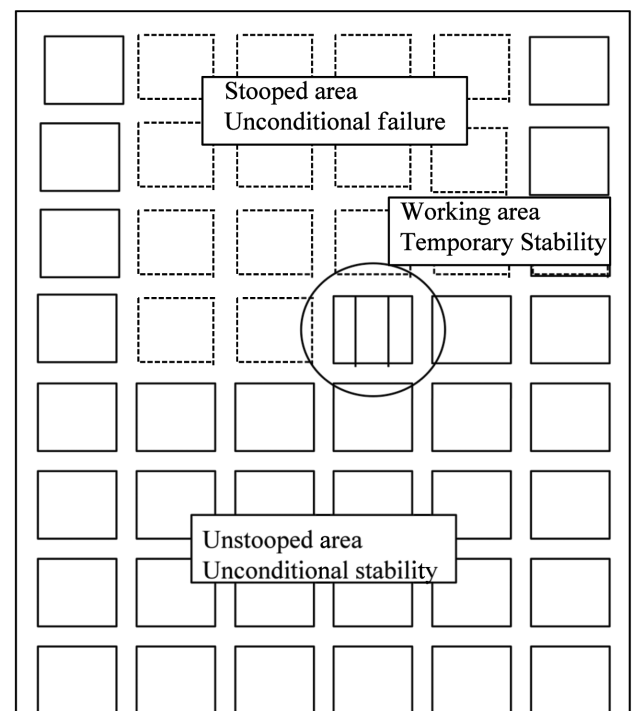 Stooped area
Unconditional failure
Working area
Temporary Stability
Unstooped area
Unconditional stability